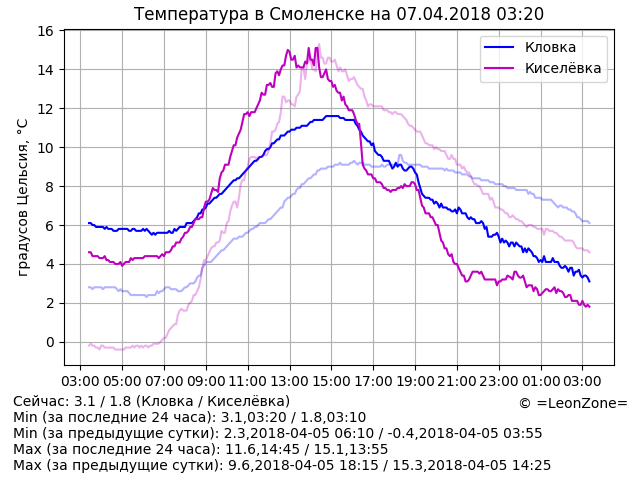 Температура в Смоленске на 07.04.2018 03:20
градусов Цельсия, °C
16
14
12
10
8
6
4
2
0
Кловка
Киселёвка
03:00 05:00 07:00 09:00 11:00 13:00 15:00 17:00 19:00 21:00 23:00 01:00 03:00
Сейчас: 3.1 / 1.8 (Кловка / Киселёвка)
© =LeonZone=
Min (за последние 24 часа): 3.1,03:20 / 1.8,03:10
Min (за предыдущие сутки): 2.3,2018-04-05 06:10 / -0.4,2018-04-05 03:55
Max (за последние 24 часа): 11.6,14:45 / 15.1,13:55
Max (за предыдущие сутки): 9.6,2018-04-05 18:15 / 15.3,2018-04-05 14:25